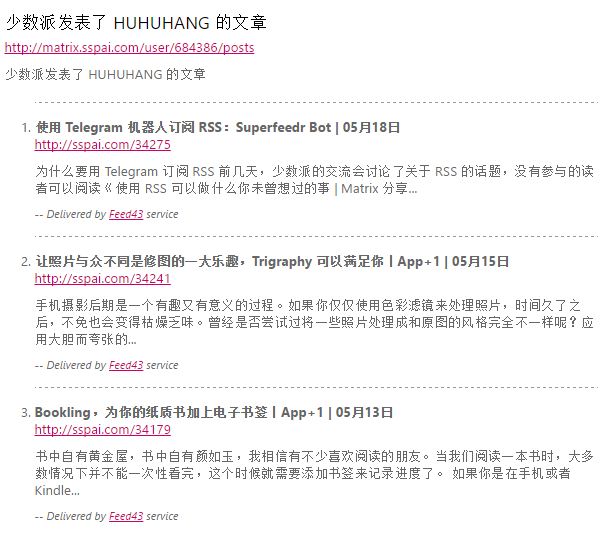 少数派发表了 HUHUHANG 的文章
http://matrix.sspai.com/user/684386/posts
少数派发表了 HUHUHANG 的文章
1. 使用 Telegram 机器人订阅 RSS：Superfeedr Bot | 05月18日
http://sspai.com/34275
为什么要用 Telegram 订阅 RSS 前几天，少数派的交流会讨论了关于 RSS 的话题，没有参与的读
者可以阅读《 使用 RSS 可以做什么你未曾想过的事 | Matrix 分享...
-- Delivered by Feed43 service
2. 让照片与众不同是修图的一大乐趣，Trigraphy 可以满足你丨App+1 | 05月15日
http://sspai.com/34241
手机摄影后期是一个有趣又有意义的过程。如果你仅仅使用色彩滤镜来处理照片，时间久了之
后，不免也会变得枯燥乏味。曾经是否尝试过将一些照片处理成和原图的风格完全不一样呢？应
用大胆而夸张的...
-- Delivered by Feed43 service
3. Bookling，为你的纸质书加上电子书签丨App+1 | 05月13日
http://sspai.com/34179
书中自有黄金屋，书中自有颜如玉，我相信有不少喜欢阅读的朋友。当我们阅读一本书时，大多
数情况下并不能一次性看完，这个时候就需要添加书签来记录进度了。 如果你是在手机或者
Kindle...
-- Delivered by Feed43 service